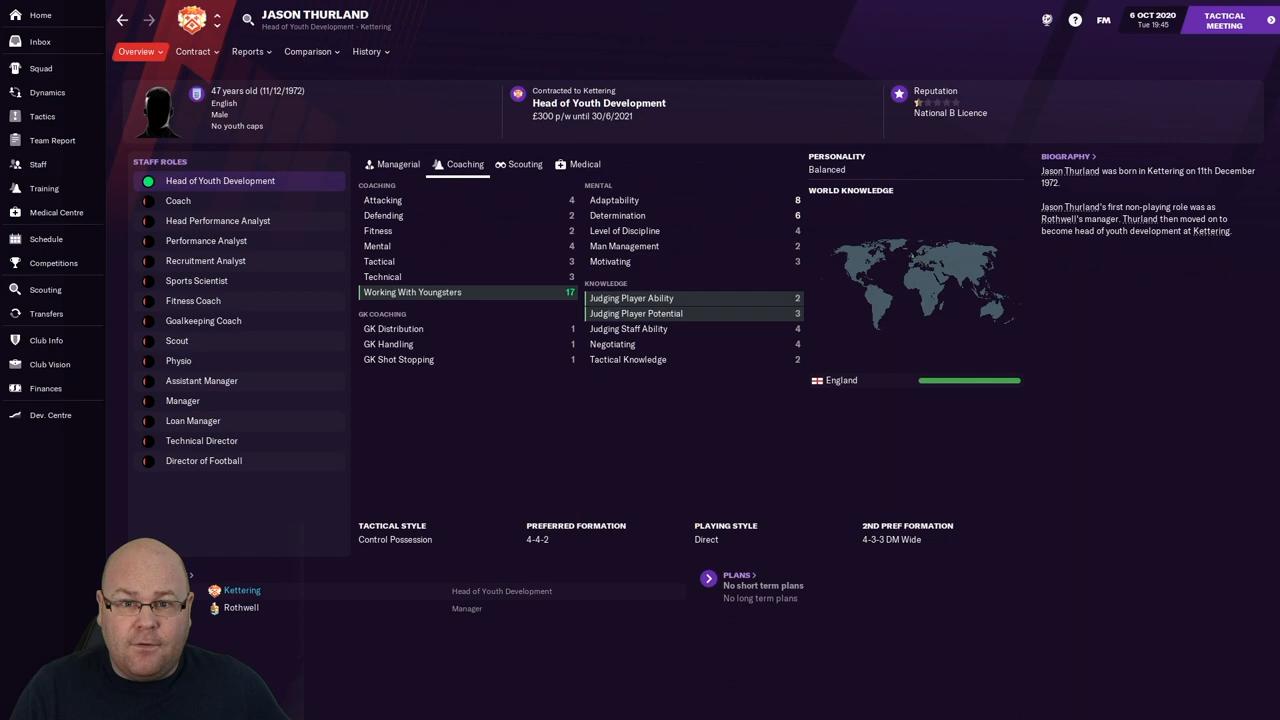 Home
JASON THURLAND
Head of Youth Development - Kettering
FM
6 OCT 2020
Tue 19:45
TACTICAL
MEETING
Inbox
Overview
Contract
Reports
Comparison
History
Squad
Dynamics
Tactics
Team Report
Staff
Training
Medical Centre
Schedule
Competitions
Scouting
Transfers
Club Info
Club Vision
Finances
Dev. Centre
47 years old (11/12/1972)
English
Male
No youth caps
Contracted to Kettering
Head of Youth Development
£300 p/w until 30/6/2021
Reputation
National B Licence
STAFF ROLES
Head of Youth Development
Coach
Head Performance Analyst
Performance Analyst
Recruitment Analyst
Sports Scientist
Fitness Coach
Goalkeeping Coach
Scout
Physio
Assistant Manager
Manager
Loan Manager
Technical Director
Director of Football
Managerial
Coaching
Scouting
Medical
COACHING
Attacking 4
Defending 2
Fitness 2
Mental 4
Tactical 3
Technical 3
Working With Youngsters 17
GK COACHING
GK Distribution 1
GK Handling 1
GK Shot Stopping 1
MENTAL
Adaptability 8
Determination 6
Level of Discipline 4
Man Management 2
Motivating 3
KNOWLEDGE
Judging Player Ability 2
Judging Player Potential 3
Judging Staff Ability 4
Negotiating 4
Tactical Knowledge 2
PERSONALITY
Balanced
WORLD KNOWLEDGE
England
BIOGRAPHY >
Jason Thurland was born in Kettering on 11th December
1972.
Jason Thurland's first non-playing role was as
Rothwell's manager. Thurland then moved on to
become head of youth development at Kettering.
TACTICAL STYLE
Control Possession
PREFERRED FORMATION
4-4-2
PLAYING STYLE
Direct
2ND PREF FORMATION
4-3-3 DM Wide
Kettering Head of Youth Development
Rothwell Manager
PLANS >
No short term plans
No long term plans